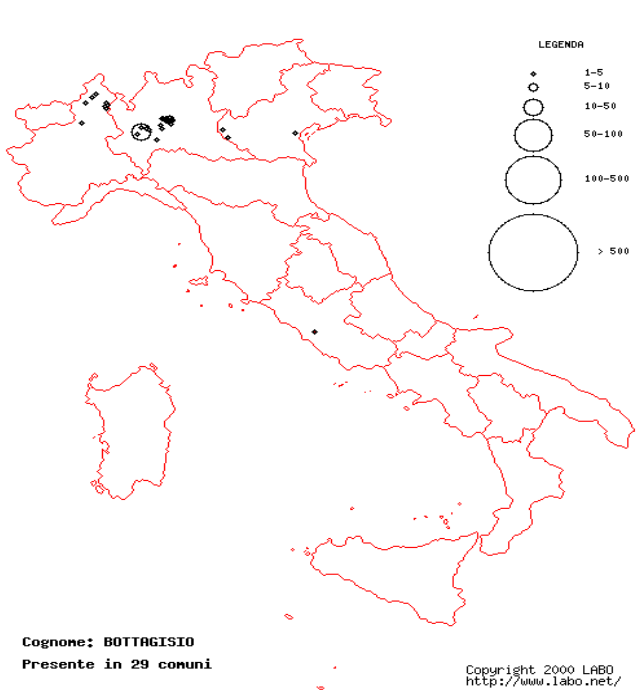 LEGENDA
1-5
5-10
10-50
50-100
100-500
> 500
Cognome: BOTTAGISIO
Presente in 29 comuni
Copyright 2000 LABO
http://www.labo.net/